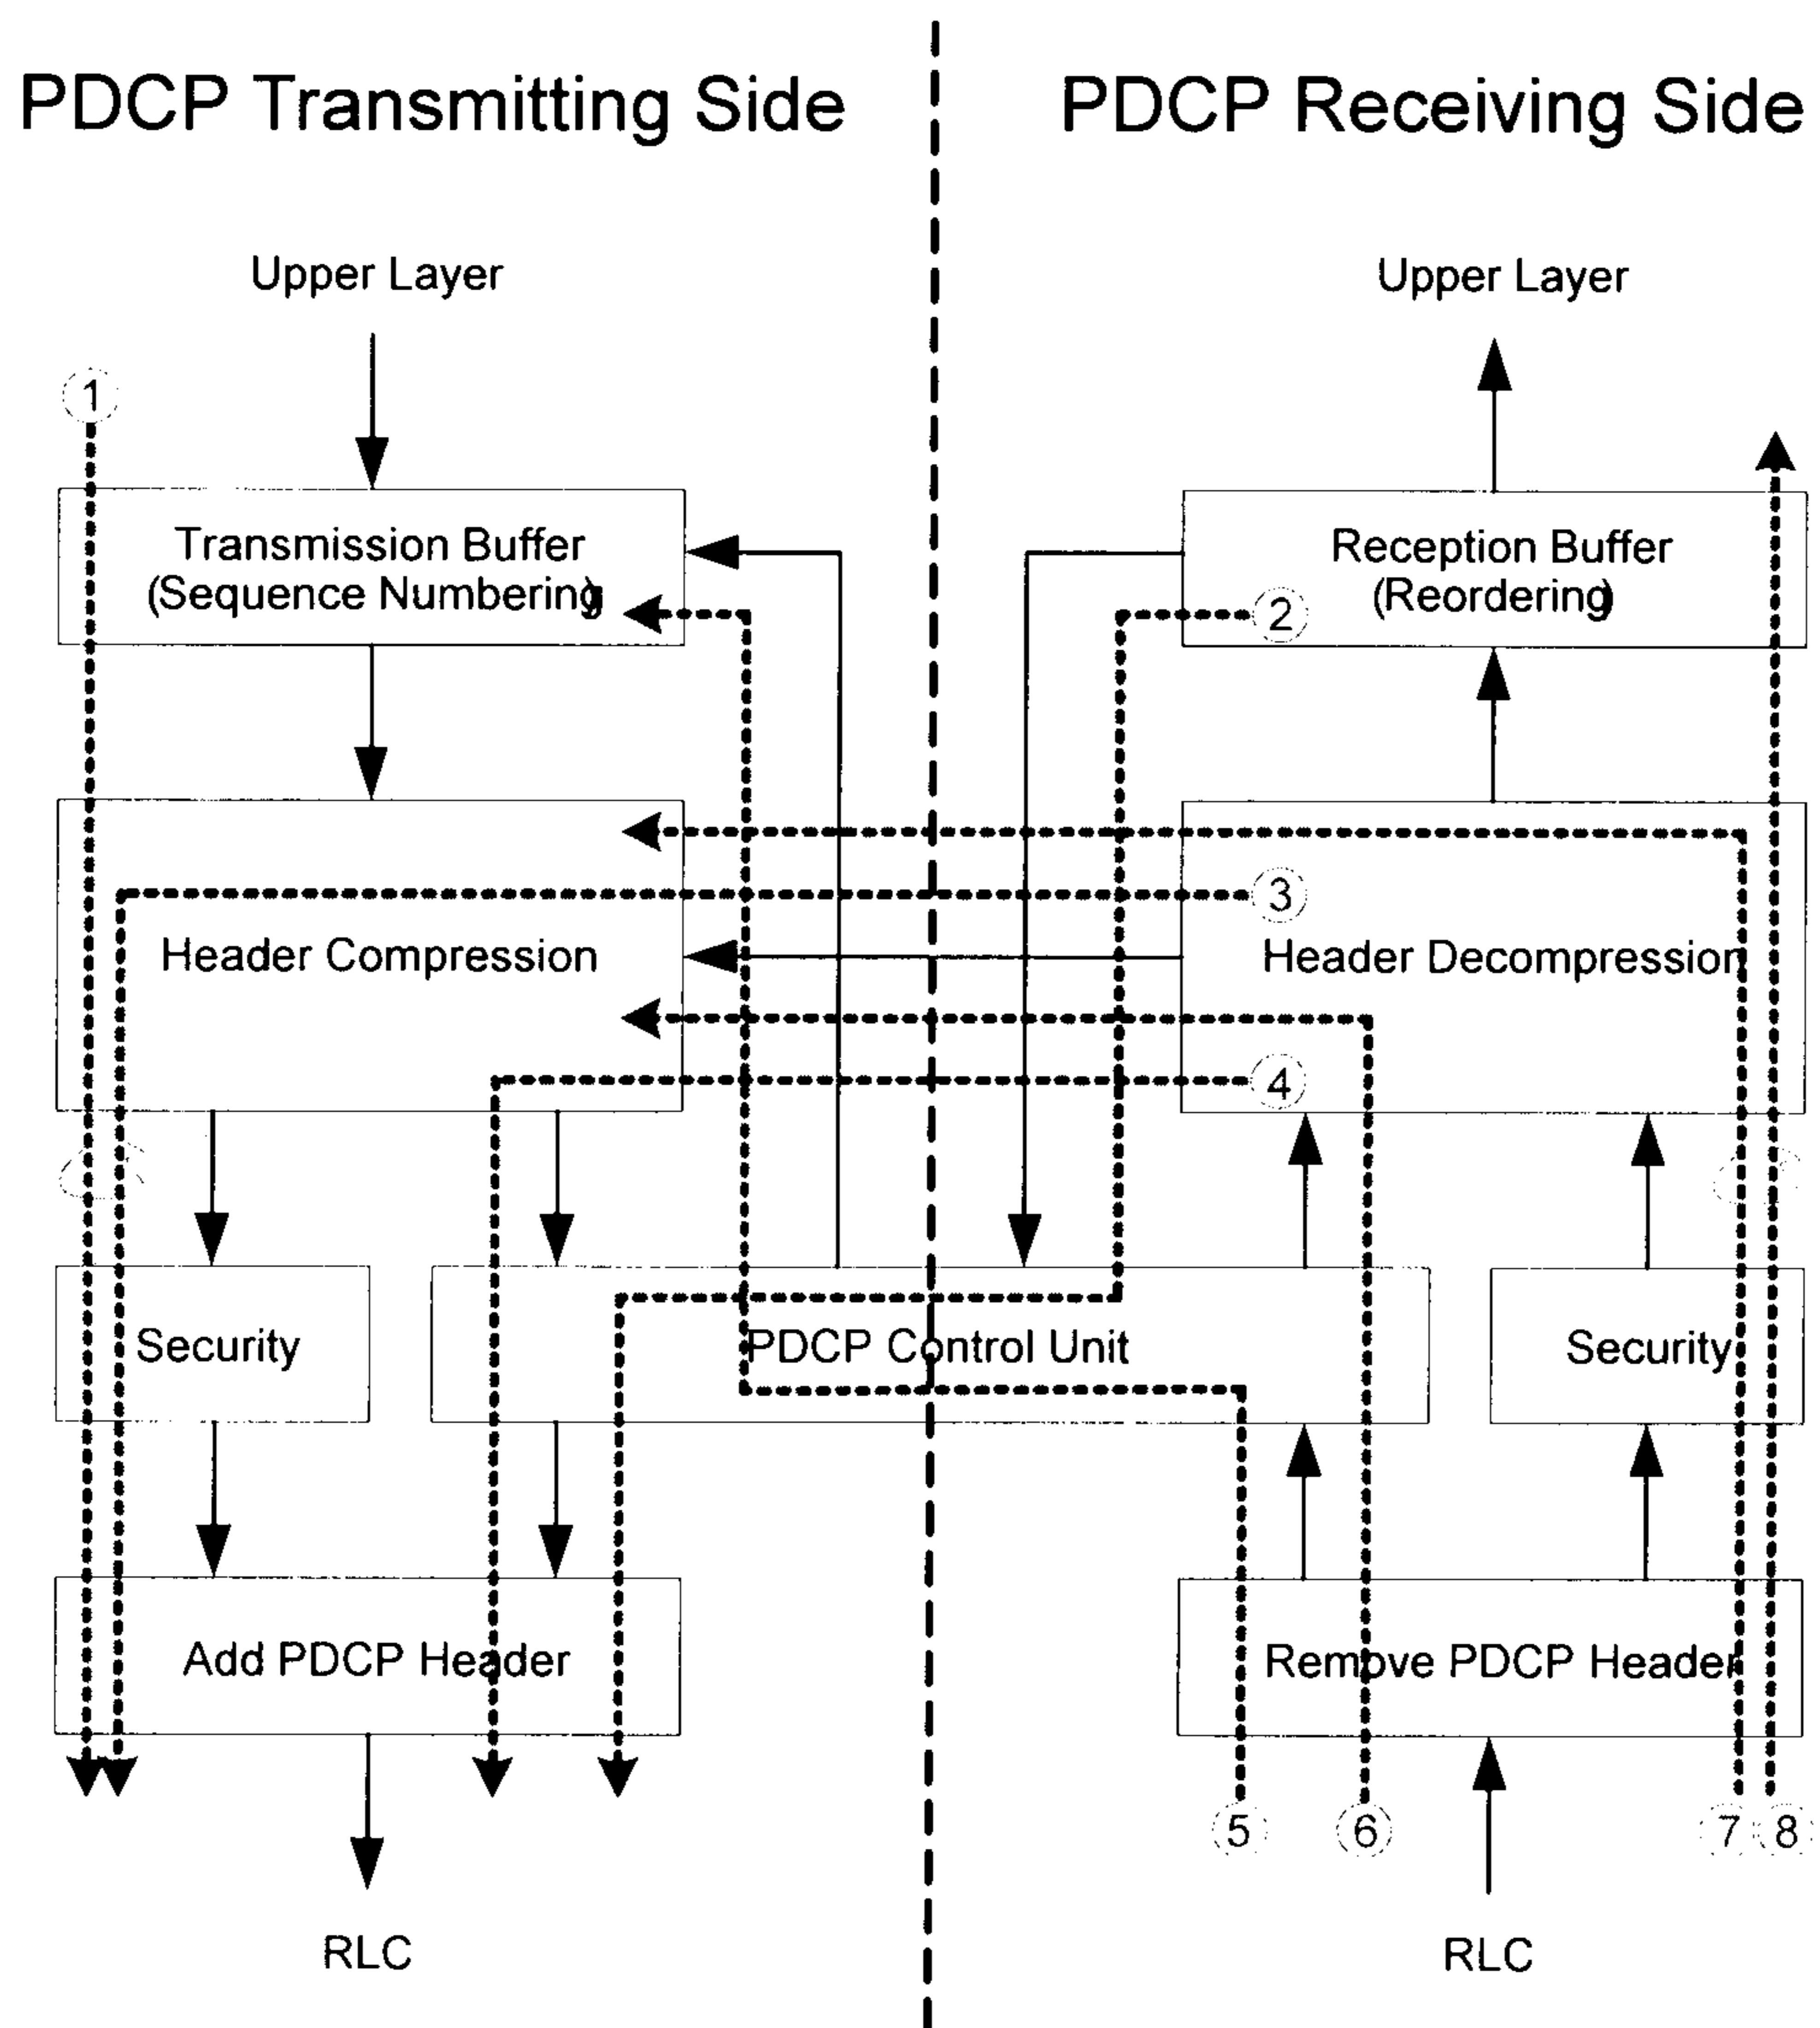 PDCP Transmitting Side
PDCP Receiving Side
Upper Layer
Upper Layer
1
Transmission Buffer
(Sequence Numbering)
Reception Buffer
(Reordering)
2
3
Header Compression
Header Decompression
4
Security
PDCP Control Unit
Security
Add PDCP Header
Remove PDCP Header
5
6
7
8
RLC
RLC